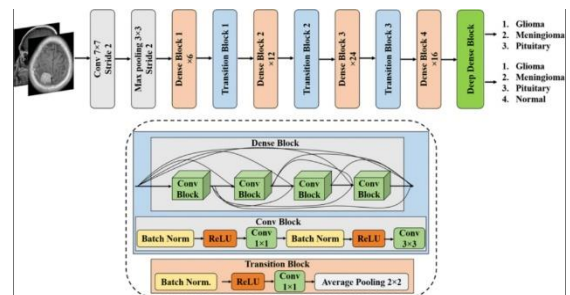 Conv 7×7
Stride 2
Max pooling 3×3
Stride 2
Dense Block 1
×6
Transition Block 1
Dense Block 2
×12
Transition Block 2
Dense Block 3
×24
Transition Block 3
Dense Block 4
×16
Deep Dense Block
1. Glioma
2. Meningioma
3. Pituitary
1. Glioma
2. Meningioma
3. Pituitary
4. Normal
Dense Block
Conv Block
Conv Block
Conv Block
Conv Block
Conv Block
Batch Norm
ReLU
Conv 1×1
Batch Norm
ReLU
Conv 3×3
Transition Block
Batch Norm.
ReLU
Conv 1×1
Average Pooling 2×2